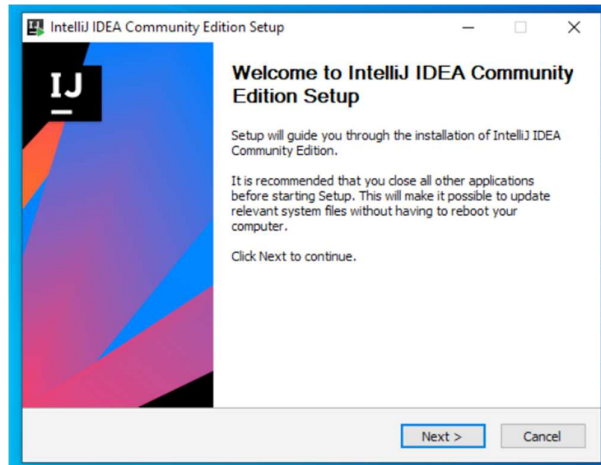 IntelliJ IDEA Community Edition Setup
IJ
Welcome to IntelliJ IDEA Community
Edition Setup
Setup will guide you through the installation of IntelliJ IDEA
Community Edition.
It is recommended that you close all other applications
before starting Setup. This will make it possible to update
relevant system files without having to reboot your
computer.
Click Next to continue.
Next >
Cancel